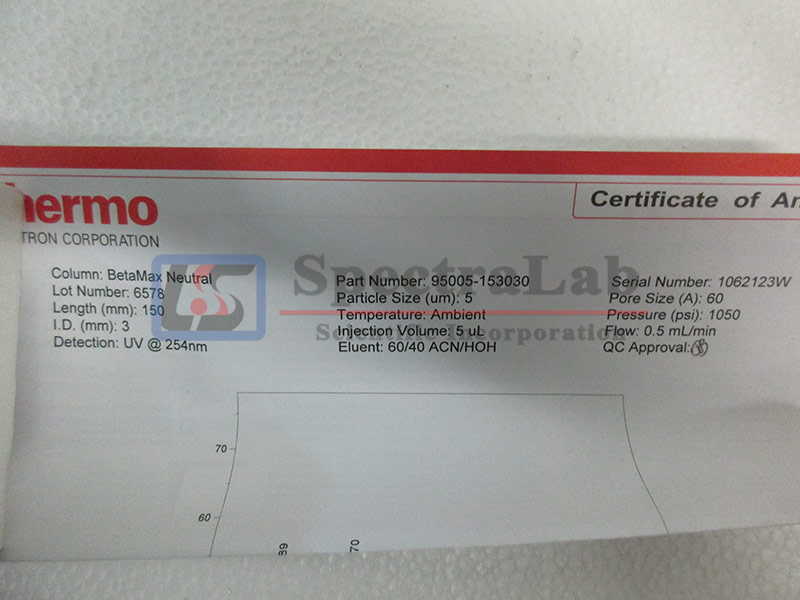 hermo
TRON CORPORATION
Certificate of An
Column: BetaMax Neutral
Lot Number: 6578
Length (mm): 150
I.D. (mm): 3
Detection: UV @ 254nm
Part Number: 95005-153030
Particle Size (um): 5
Temperature: Ambient
Injection Volume: 5 uL
Eluent: 60/40 ACN/HOH
Serial Number: 1062123W
Pore Size (A): 60
Pressure (psi): 1050
Flow: 0.5 mL/min
QC Approval:
SpectraLab
Scientific Incorporation
70
60
89
70